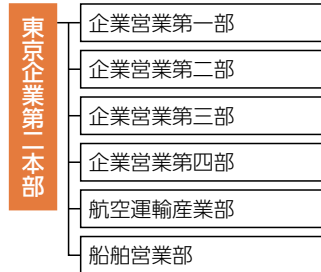 東京企業第二本部
企業営業第一部
企業営業第二部
企業営業第三部
企業営業第四部
航空運輸産業部
船舶営業部